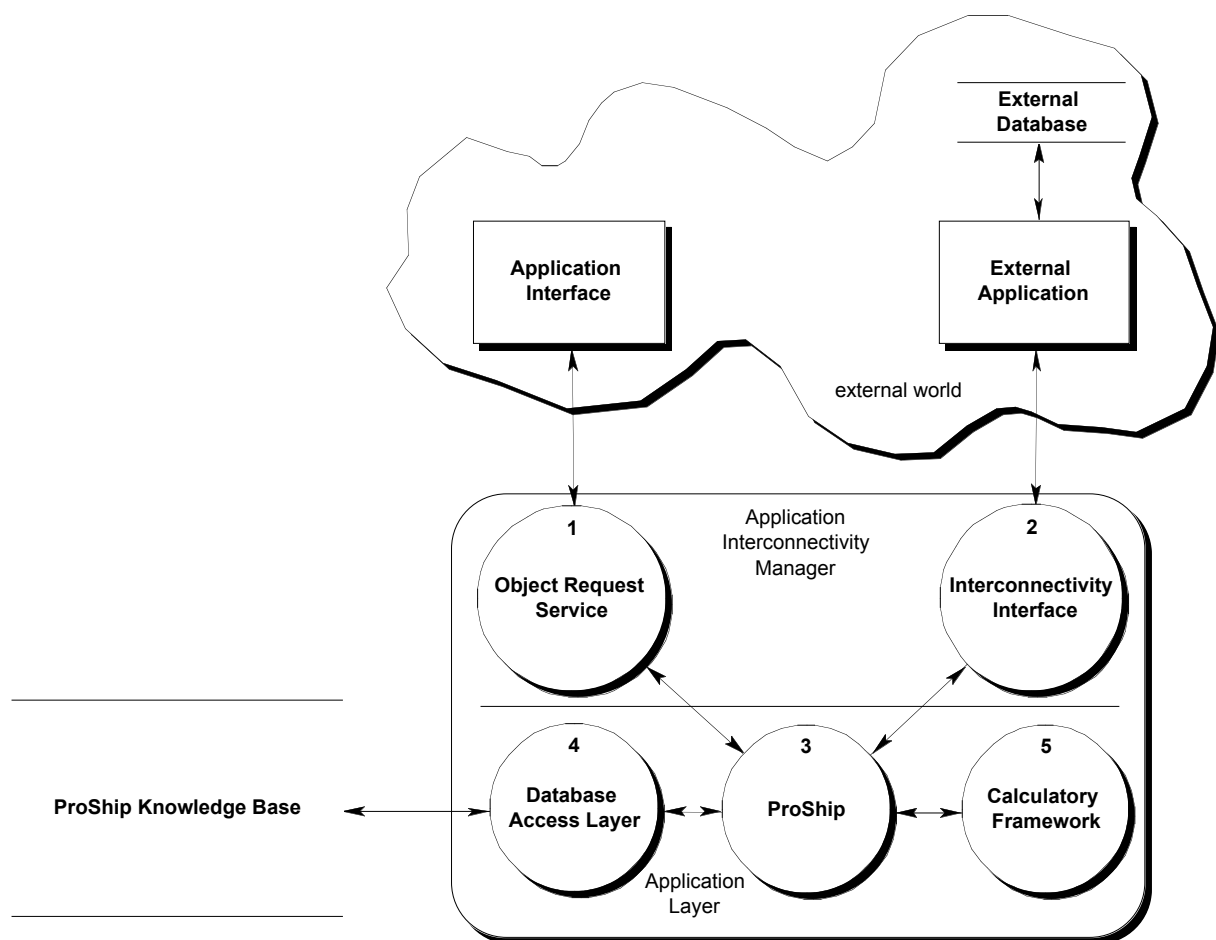 External
Database
Application
Interface
External
Application
external world
Application
Interconnectivity
Manager
1
Object Request
Service
2
Interconnectivity
Interface
4
Database
Access Layer
3
ProShip
5
Calculatory
Framework
ProShip Knowledge Base
Application
Layer